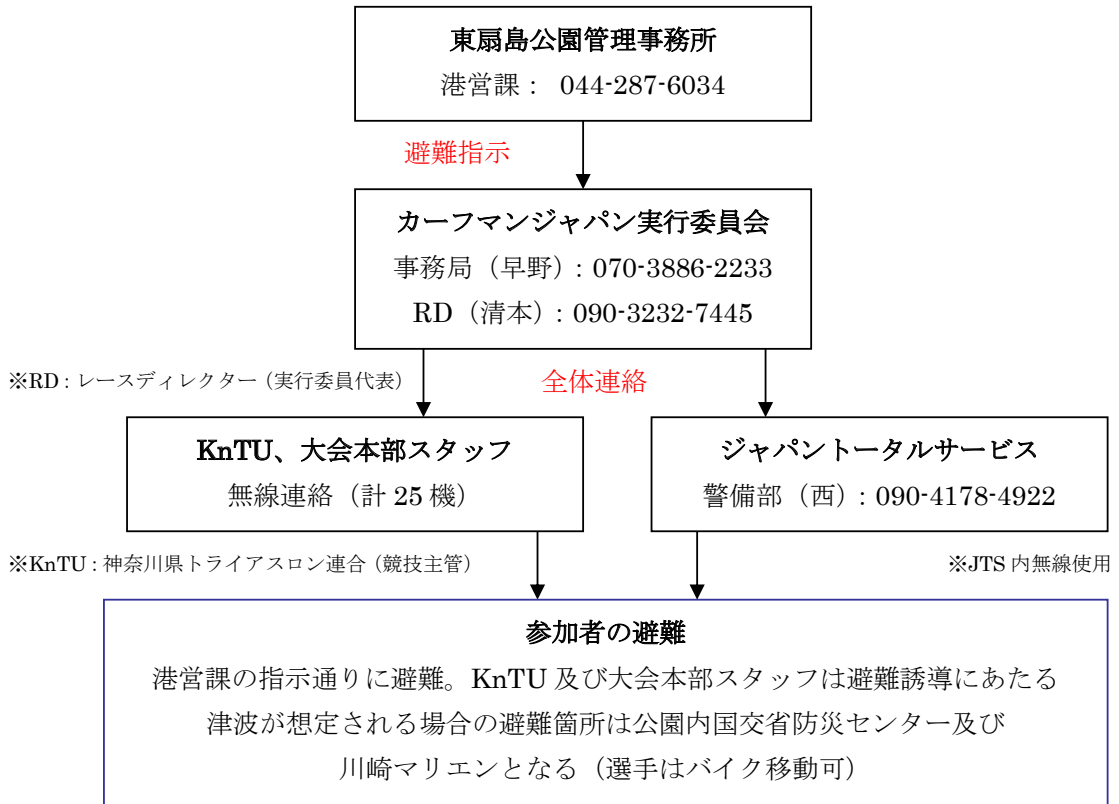 東扇島公園管理事務所
港営課： 044-287-6034
避難指示
カーフマンジャパン実行委員会
事務局（早野）: 070-3886-2233
RD（清本）: 090-3232-7445
※RD : レースディレクター（実行委員代表）
全体連絡
KnTU、大会本部スタッフ
無線連絡（計 25 機）
ジャパントータルサービス
警備部（西）: 090-4178-4922
※KnTU : 神奈川県トライアスロン連合（競技主管）
※JTS 内無線使用
参加者の避難
港営課の指示通りに避難。KnTU 及び大会本部スタッフは避難誘導にあたる
津波が想定される場合の避難箇所は公園内国交省防災センター及び
川崎マリエンとなる（選手はバイク移動可）